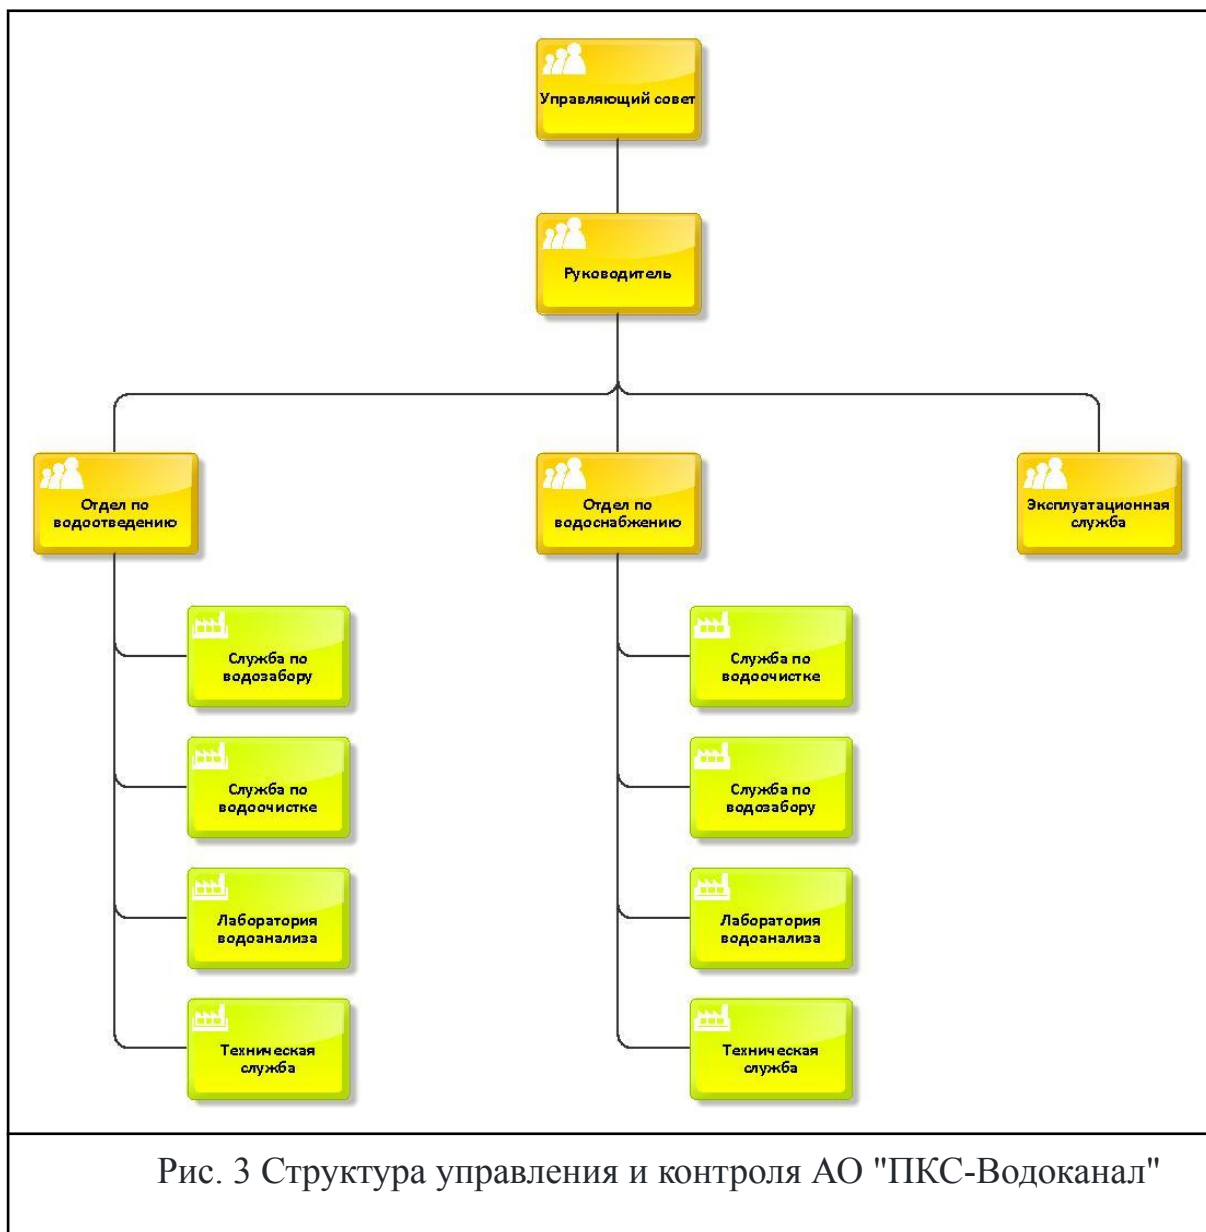 Управляющий совет
Руководитель
Отдел по
водоотведению
Отдел по
водоснабжению
Эксплуатационная
служба
Служба по
водозабору
Служба по
водоочистке
Лаборатория
водоанализа
Техническая
служба
Служба по
водоочистке
Служба по
водозабору
Лаборатория
водоанализа
Техническая
служба
Рис. 3 Структура управления и контроля АО "ПКС-Водоканал"